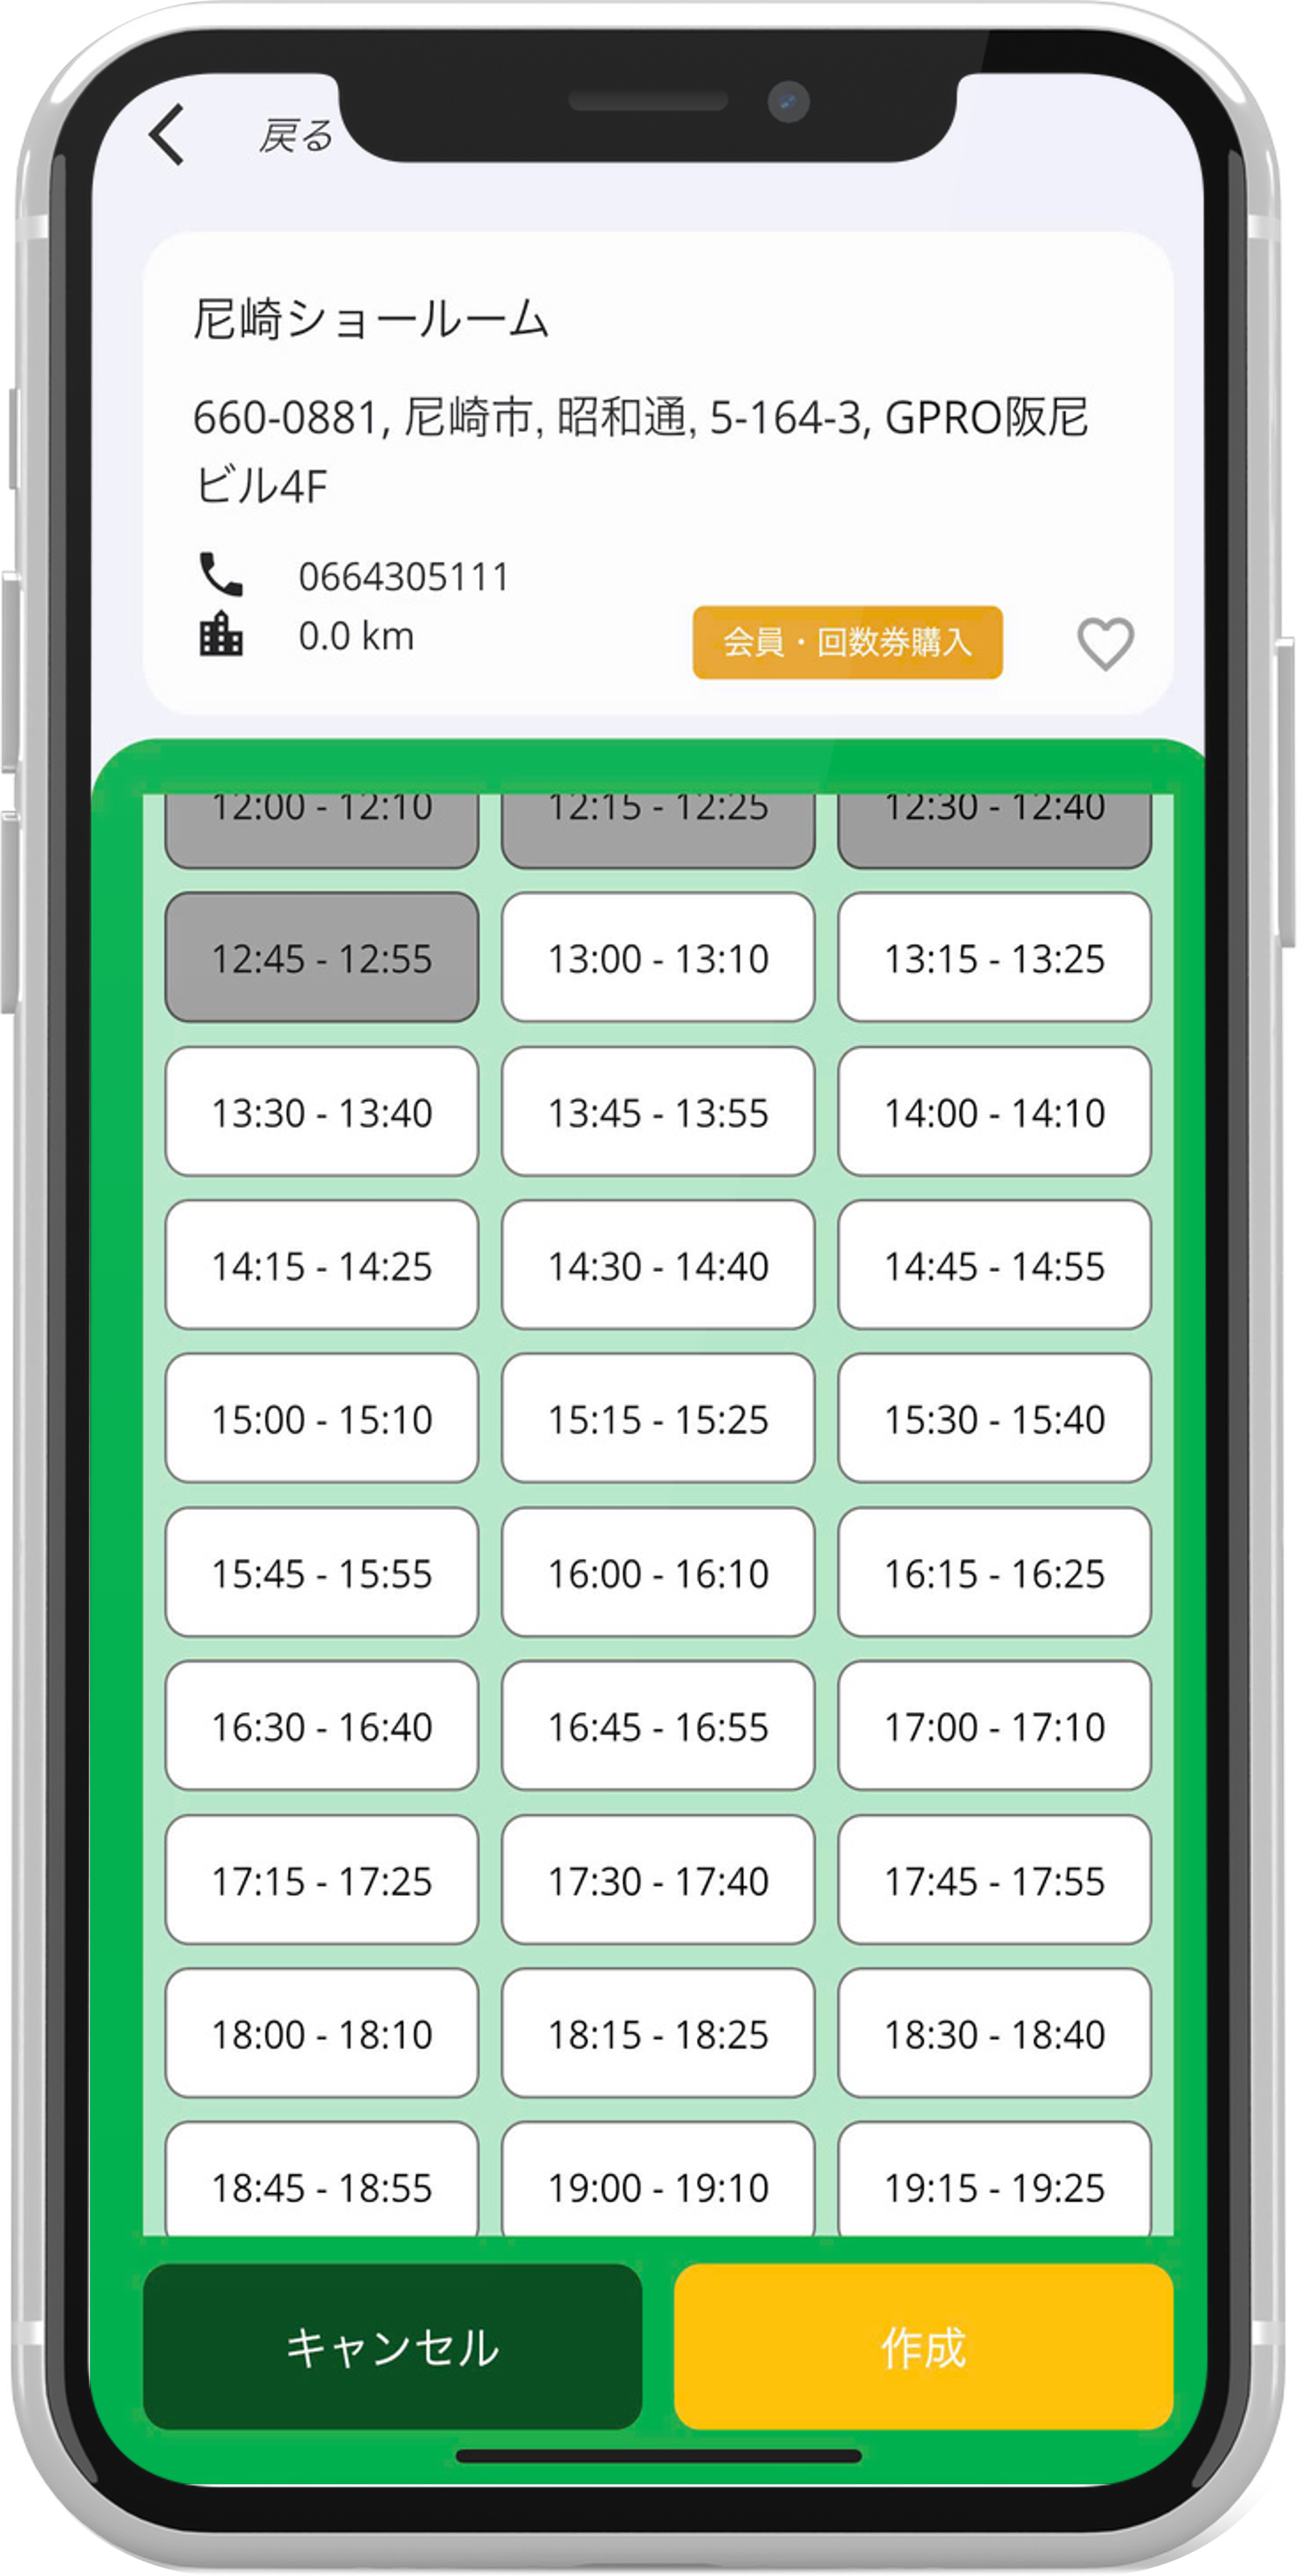 戻る
尼崎ショールーム
660-0881, 尼崎市, 昭和通, 5-164-3, GPRO阪尼
ビル4F
0664305111
0.0 km
会員・回数券購入
12:00 - 12:10 12:15 - 12:25 12:30 - 12:40
12:45 - 12:55 13:00 - 13:10 13:15 - 13:25
13:30 - 13:40 13:45 - 13:55 14:00 - 14:10
14:15 - 14:25 14:30 - 14:40 14:45 - 14:55
15:00 - 15:10 15:15 - 15:25 15:30 - 15:40
15:45 - 15:55 16:00 - 16:10 16:15 - 16:25
16:30 - 16:40 16:45 - 16:55 17:00 - 17:10
17:15 - 17:25 17:30 - 17:40 17:45 - 17:55
18:00 - 18:10 18:15 - 18:25 18:30 - 18:40
18:45 - 18:55 19:00 - 19:10 19:15 - 19:25
キャンセル 作成